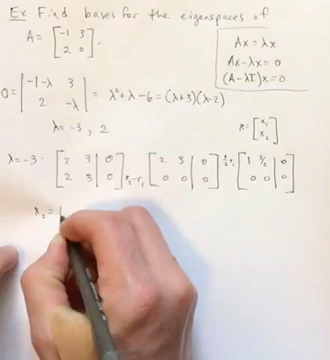 Ex Find bases for the eigenspaces of
A = [-1 3
2 0].
Ax = λx
Ax - λx = 0
(A - λI)x = 0
0 = |-1-λ 3
2 -λ| = λ² + λ - 6 = (λ+3)(λ-2)
λ = -3, 2
x = [x₁
x₂]
λ = -3: [2 3 | 0
2 3 | 0] r₂-r₁ [2 3 | 0
0 0 | 0] ½r₁ [1 3/2 | 0
0 0 | 0]
x₂ =